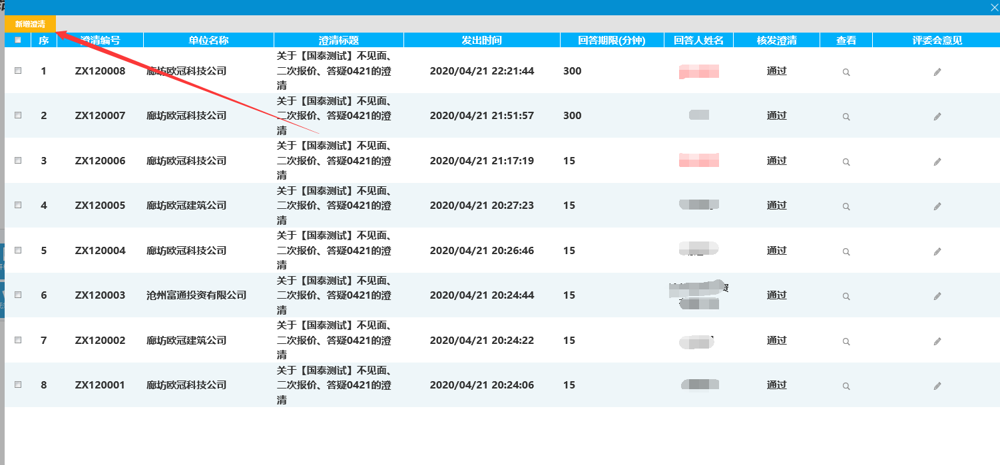 新增澄清
序 澄清编号 单位名称 澄清标题 发出时间 回答期限(分钟) 回答人姓名 核发澄清 查看 评委会意见
关于【国泰测试】不见面、
1 ZX120008 廊坊欧冠科技公司 二次报价、答疑0421的澄 2020/04/21 22:21:44 300 通过
清
关于【国泰测试】不见面、
2 ZX120007 廊坊欧冠科技公司 二次报价、答疑0421的澄 2020/04/21 21:51:57 300 通过
清
关于【国泰测试】不见面、
3 ZX120006 廊坊欧冠科技公司 二次报价、答疑0421的澄 2020/04/21 21:17:19 15 通过
清
关于【国泰测试】不见面、
4 ZX120005 廊坊欧冠建筑公司 二次报价、答疑0421的澄 2020/04/21 20:27:23 15 通过
清
关于【国泰测试】不见面、
5 ZX120004 廊坊欧冠科技公司 二次报价、答疑0421的澄 2020/04/21 20:26:46 15 通过
清
关于【国泰测试】不见面、
资
6 ZX120003 沧州富通投资有限公司 二次报价、答疑0421的澄 2020/04/21 20:24:44 15 通过
清
关于【国泰测试】不见面、
7 ZX120002 廊坊欧冠建筑公司 二次报价、答疑0421的澄 2020/04/21 20:24:22 15 通过
清
关于【国泰测试】不见面、
8 ZX120001 廊坊欧冠科技公司 二次报价、答疑0421的澄 2020/04/21 20:24:06 15 通过
清